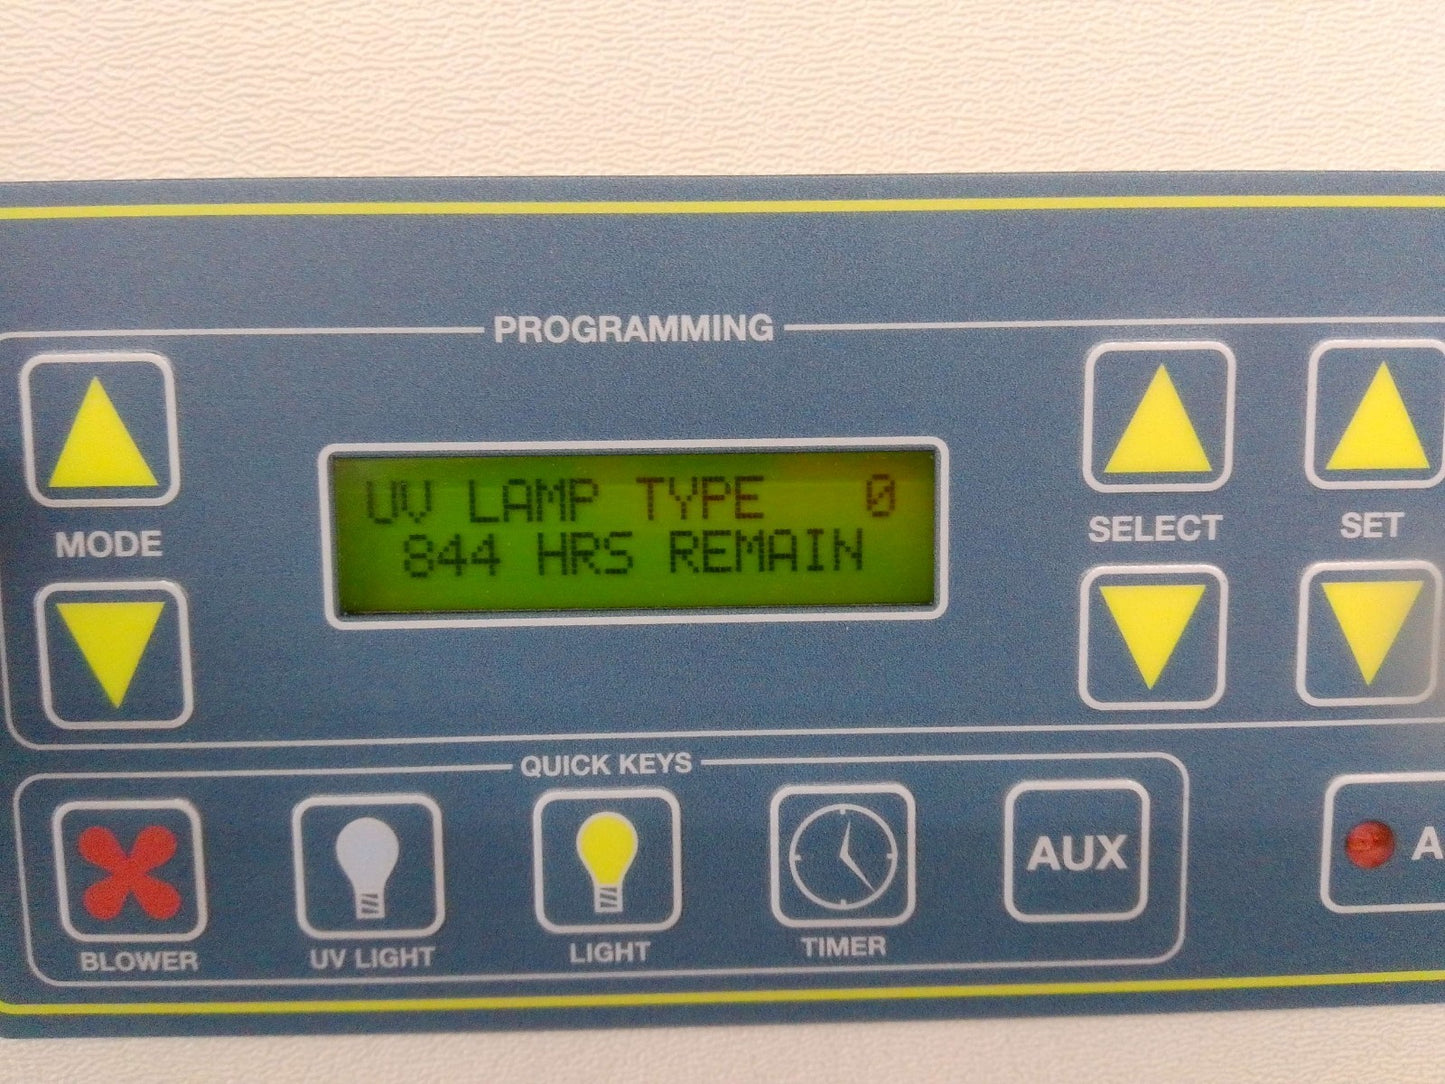 PROGRAMMING
MODE
UV LAMP TYPE 0
844 HRS REMAIN
SELECT
SET
QUICK KEYS
BLOWER
UV LIGHT
LIGHT
TIMER
AUX